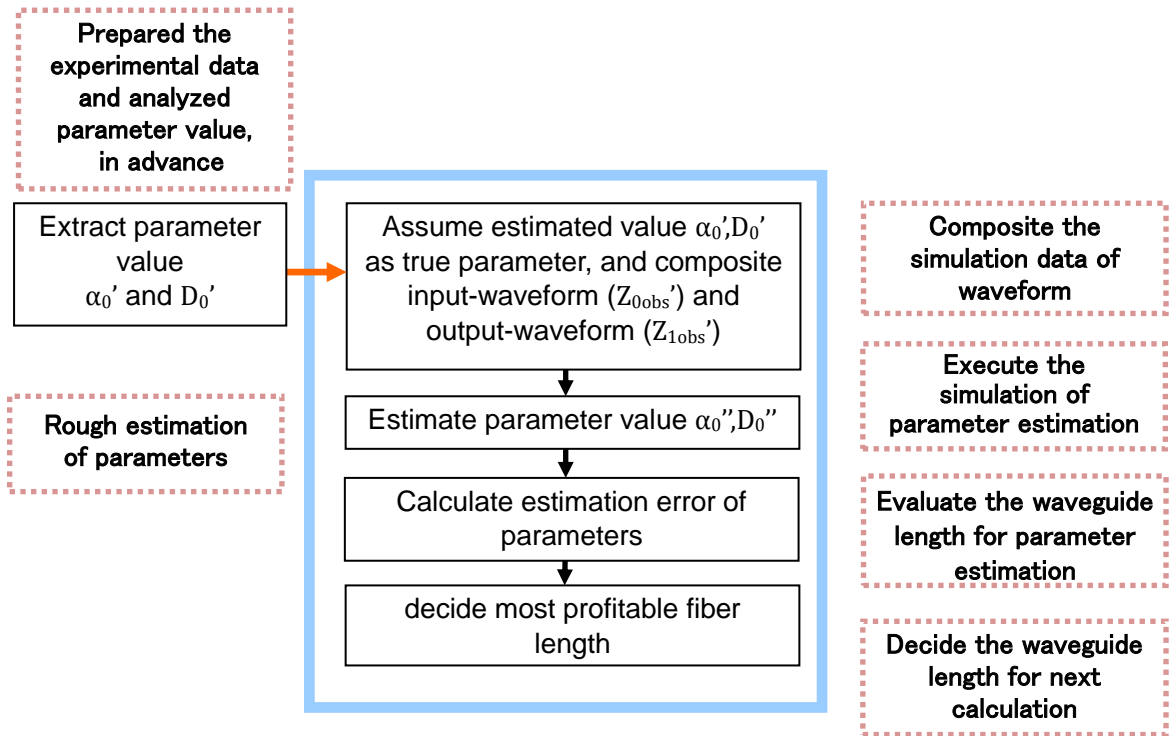 Prepared the
experimental data
and analyzed
parameter value,
in advance
Extract parameter
value
α₀’ and D₀’
Rough estimation
of parameters
Assume estimated value α₀’,D₀’
as true parameter, and composite
input-waveform (Z₀obs’) and
output-waveform (Z₁obs’)
Estimate parameter value α₀’’,D₀’’
Calculate estimation error of
parameters
decide most profitable fiber
length
Composite the
simulation data of
waveform
Execute the
simulation of
parameter estimation
Evaluate the waveguide
length for parameter
estimation
Decide the waveguide
length for next
calculation